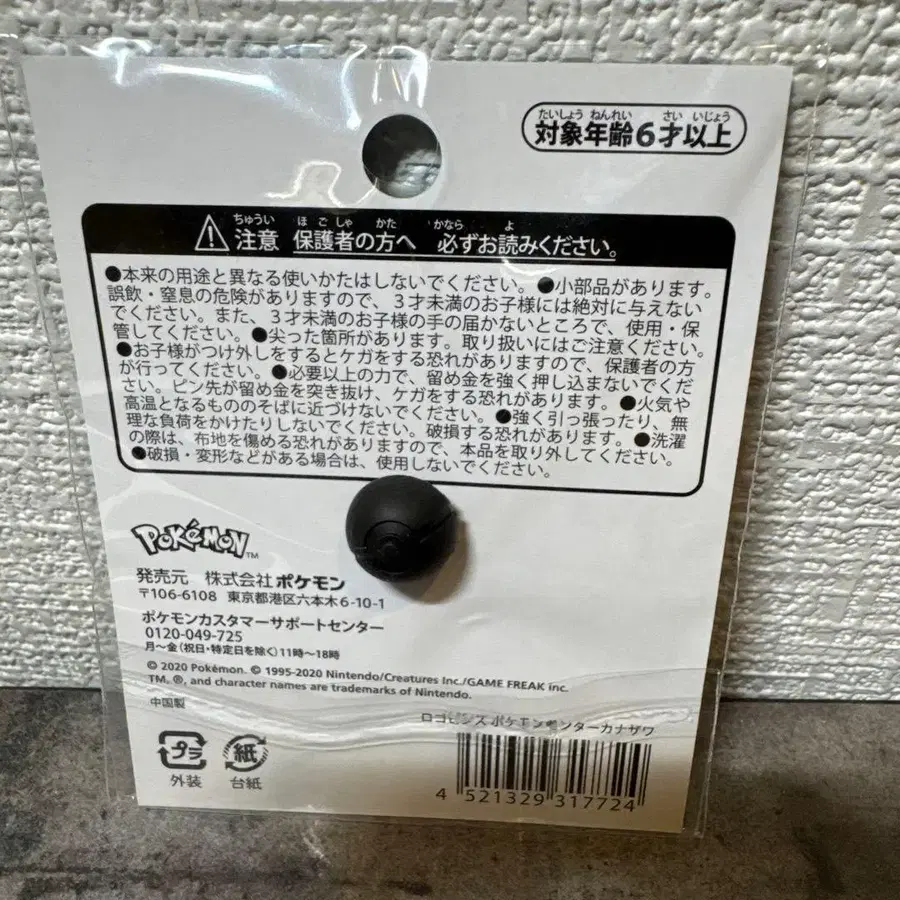 たいしょう ねんれい さい いじょう
対象年齢6才以上
ちゅうい ほごしゃ かた かなら よ
注意 保護者の方へ 必ずお読みください。
●本来の用途と異なる使いかたはしないでください。●小部品があります。
誤飲・窒息の危険がありますので、3才未満のお子様には絶対に与えない
でください。また、3才未満のお子様の手の届かないところで、使用・保
管してください。●尖った箇所があります。取り扱いにはご注意ください。
●お子様がつけ外しをするとケガをする恐れがありますので、保護者の方
が行ってください。●必要以上の力で、留め金を強く押し込まないでくだ
さい。ピン先が留め金を突き抜け、ケガをする恐れがあります。●火気や
高温となるもののそばに近づけないでください。●強く引っ張ったり、無
理な負荷をかけたりしないでください。破損する恐れがあります。●洗濯
の際は、布地を傷める恐れがありますので、本品を取り外してください。
●破損・変形などがある場合は、使用しないでください。
POKéMON™
発売元 株式会社ポケモン
〒106-6108 東京都港区六本木6-10-1
ポケモンカスタマーサポートセンター
0120-049-725
月〜金(祝日・特定日を除く)11時〜18時
© 2020 Pokémon. © 1995-2020 Nintendo/Creatures Inc./GAME FREAK inc.
TM, ®, and character names are trademarks of Nintendo.
中国製
ロゴピンズ ポケモンセンターカナザワ
プラ 紙
外装 台紙
4 521329 317724